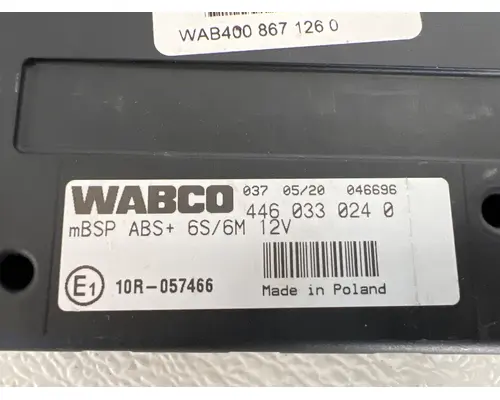 WAB400 867 126 0
WABCO 037 05/20 046696
446 033 024 0
mBSP ABS+ 6S/6M 12V
E1 10R-057466
Made in Poland